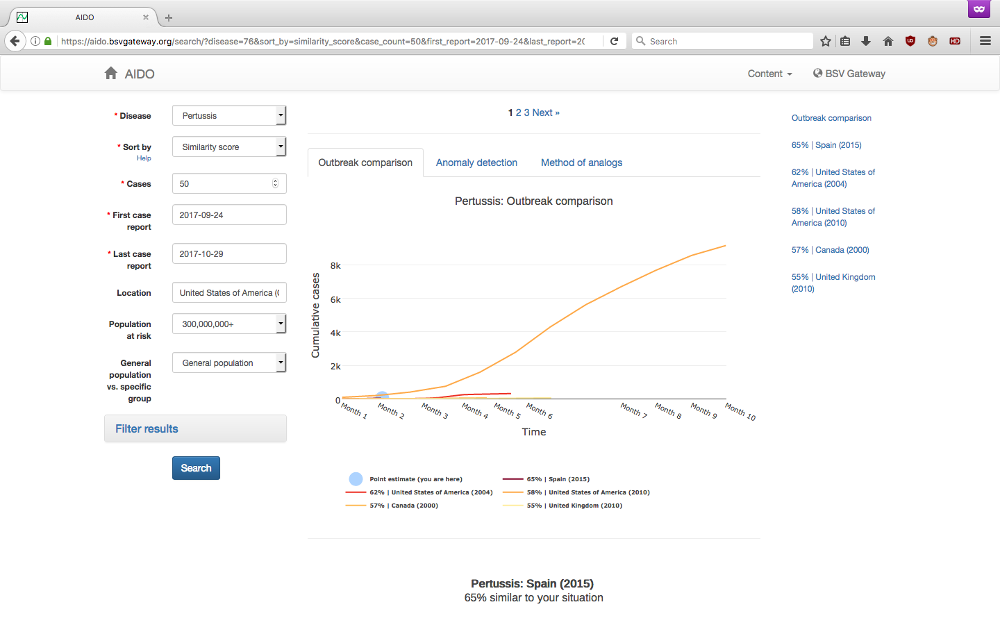 AIDO
https://aido.bsvgateway.org/search/?disease=76&sort_by=similarity_score&case_count=50&first_report=2017-09-24&last_report=20
Search
HD
AIDO
Content
BSV Gateway
* Disease
Pertussis
* Sort by
Help
Similarity score
* Cases
50
* First case
report
2017-09-24
* Last case
report
2017-10-29
Location
United States of America (
Population
at risk
300,000,000+
General
population
vs. specific
group
General population
Filter results
Search
1 2 3 Next »
Outbreak comparison
Anomaly detection
Method of analogs
Pertussis: Outbreak comparison
Cumulative cases
8k
6k
4k
2k
0
Month 1
Month 2
Month 3
Month 4
Month 5
Month 6
Month 7
Month 8
Month 9
Month 10
Time
Point estimate (you are here)
65% | Spain (2015)
62% | United States of America (2004)
58% | United States of America (2010)
57% | Canada (2000)
55% | United Kingdom (2010)
Pertussis: Spain (2015)
65% similar to your situation
Outbreak comparison
65% | Spain (2015)
62% | United States of
America (2004)
58% | United States of
America (2010)
57% | Canada (2000)
55% | United Kingdom
(2010)